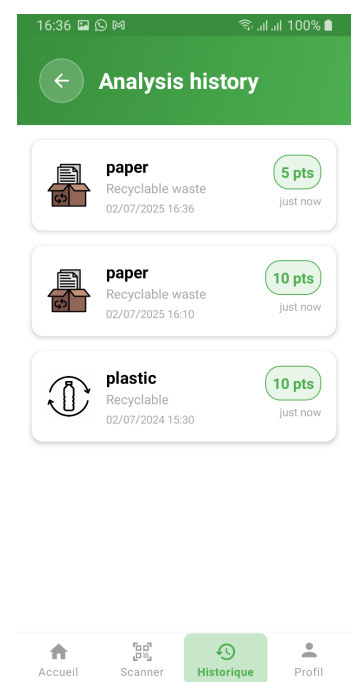 16:36 100%
Analysis history
paper
Recyclable waste
02/07/2025 16:36
5 pts
just now
paper
Recyclable waste
02/07/2025 16:10
10 pts
just now
plastic
Recyclable
02/07/2024 15:30
10 pts
just now
Accueil Scanner Historique Profil